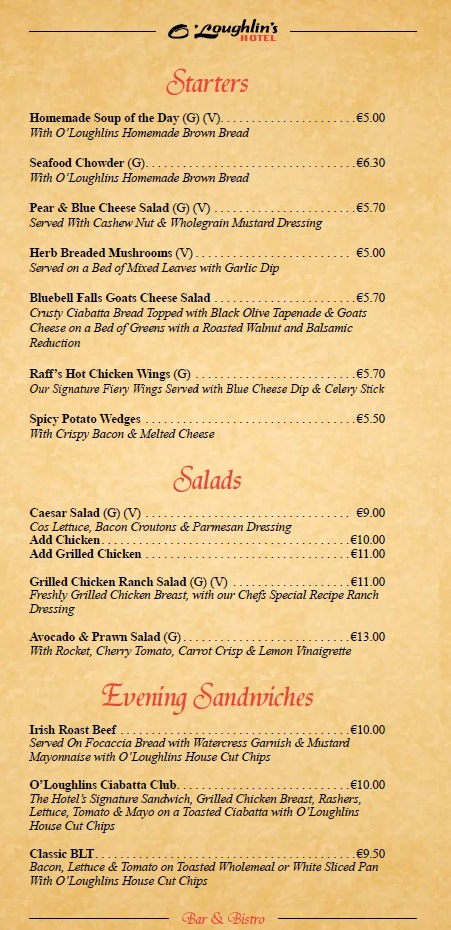 O'Loughlin's
HOTEL
Starters
Homemade Soup of the Day (G) (V)......................€5.00
With O'Loughlins Homemade Brown Bread
Seafood Chowder (G)..................................€6.30
With O'Loughlins Homemade Brown Bread
Pear & Blue Cheese Salad (G) (V) .......................€5.70
Served With Cashew Nut & Wholegrain Mustard Dressing
Herb Breaded Mushrooms (V).......................... €5.00
Served on a Bed of Mixed Leaves with Garlic Dip
Bluebell Falls Goats Cheese Salad .......................€5.70
Crusty Ciabatta Bread Topped with Black Olive Tapenade & Goats
Cheese on a Bed of Greens with a Roasted Walnut and Balsamic
Reduction
Raff's Hot Chicken Wings (G) ..........................€5.70
Our Signature Fiery Wings Served with Blue Cheese Dip & Celery Stick
Spicy Potato Wedges ..................................€5.50
With Crispy Bacon & Melted Cheese
Salads
Caesar Salad (G) (V) ................................. €9.00
Cos Lettuce, Bacon Croutons & Parmesan Dressing
Add Chicken........................................€10.00
Add Grilled Chicken .................................€11.00
Grilled Chicken Ranch Salad (G) (V) ...................€11.00
Freshly Grilled Chicken Breast, with our Chefs Special Recipe Ranch
Dressing
Avocado & Prawn Salad (G)...........................€13.00
With Rocket, Cherry Tomato, Carrot Crisp & Lemon Vinaigrette
Evening Sandwiches
Irish Roast Beef .....................................€10.00
Served On Focaccia Bread with Watercress Garnish & Mustard
Mayonnaise with O'Loughlins House Cut Chips
O'Loughlins Ciabatta Club............................€10.00
The Hotel's Signature Sandwich, Grilled Chicken Breast, Rashers,
Lettuce, Tomato & Mayo on a Toasted Ciabatta with O'Loughlins
House Cut Chips
Classic BLT..........................................€9.50
Bacon, Lettuce & Tomato on Toasted Wholemeal or White Sliced Pan
With O'Loughlins House Cut Chips
Bar & Bistro